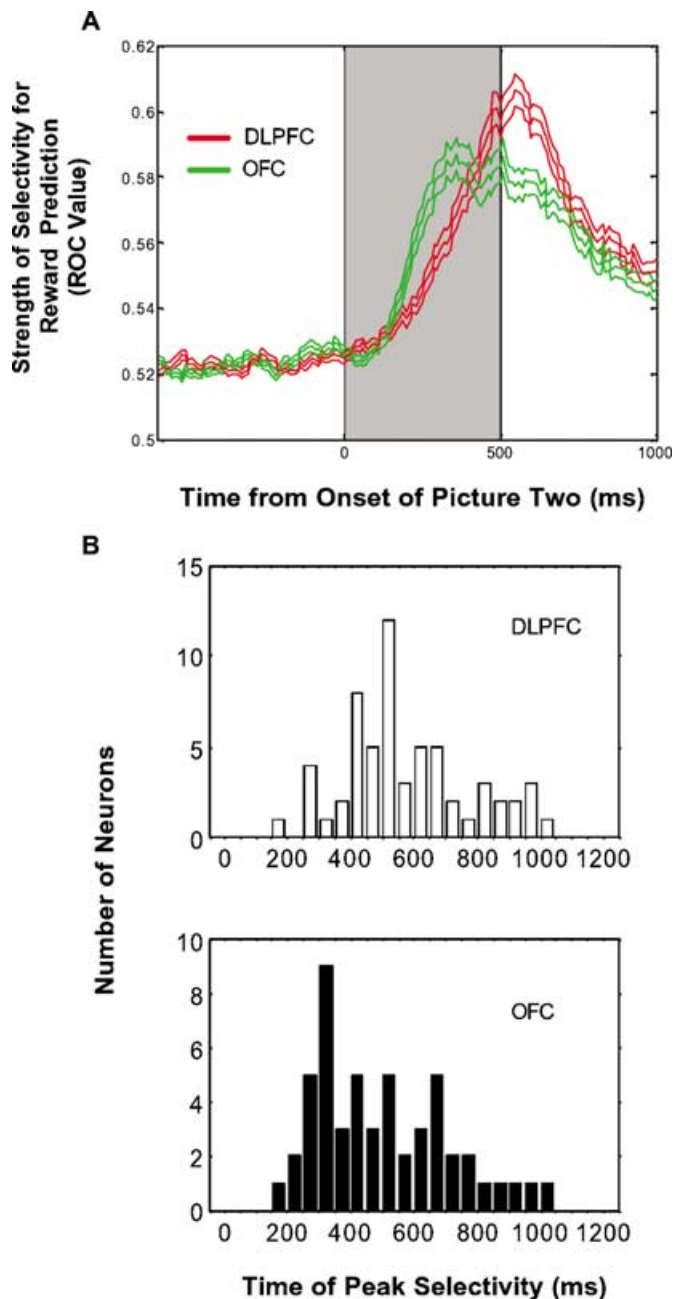 A
Strength of Selectivity for
Reward Prediction
(ROC Value)
0.62
0.6
0.58
0.56
0.54
0.52
0.5
DLPFC
OFC
0
500
1000
Time from Onset of Picture Two (ms)
B
Number of Neurons
15
10
5
0
DLPFC
0 200 400 600 800 1000 1200
10
8
6
4
2
0
OFC
0 200 400 600 800 1000 1200
Time of Peak Selectivity (ms)